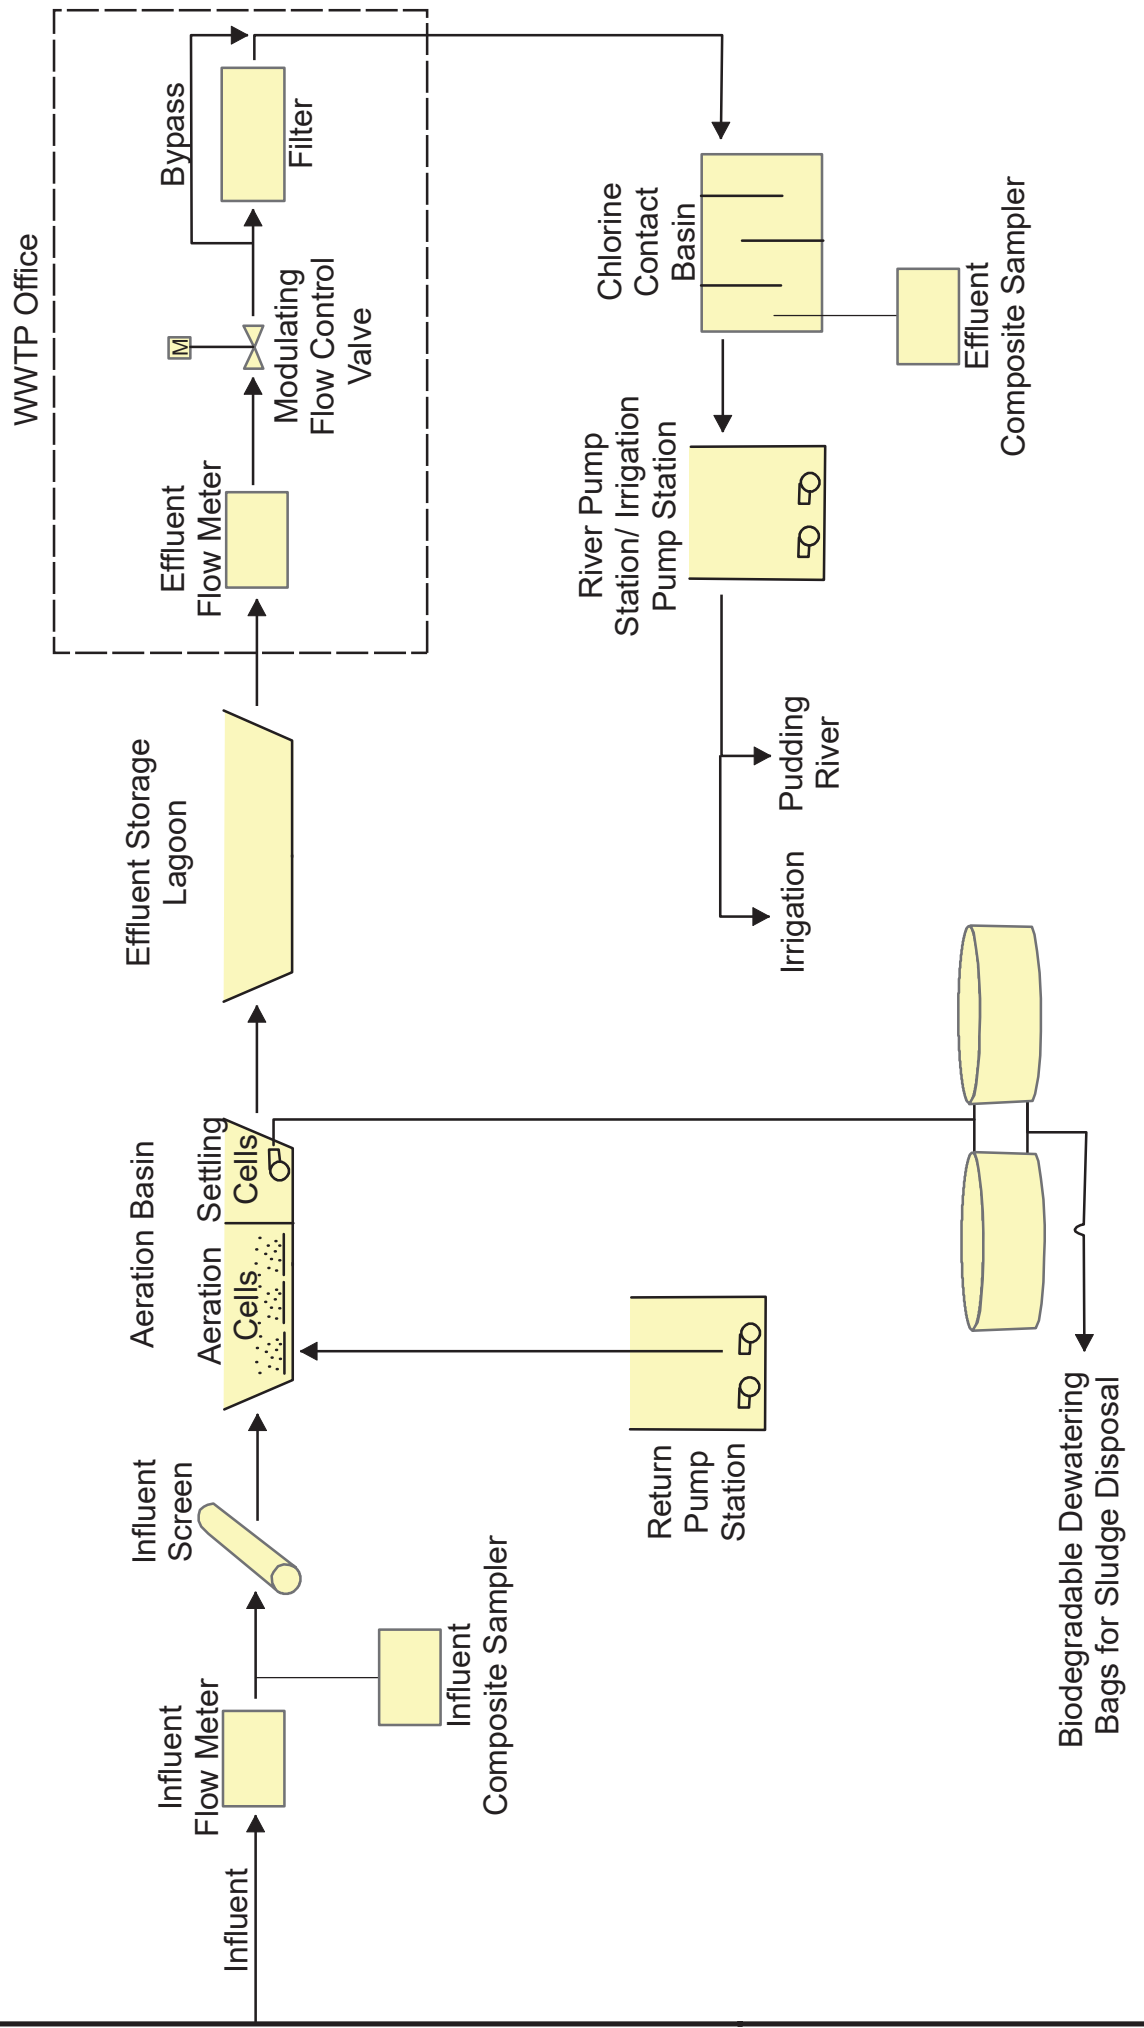 Influent
Influent
Flow Meter
Influent
Composite Sampler
Influent
Screen
Aeration Basin
Aeration
Cells
Settling
Cells
Return
Pump
Station
Effluent Storage
Lagoon
WWTP Office
Effluent
Flow Meter
M
Modulating
Flow Control
Valve
Bypass
Filter
Chlorine
Contact
Basin
Effluent
Composite Sampler
River Pump
Station/ Irrigation
Pump Station
Irrigation
Pudding
River
Biodegradable Dewatering
Bags for Sludge Disposal